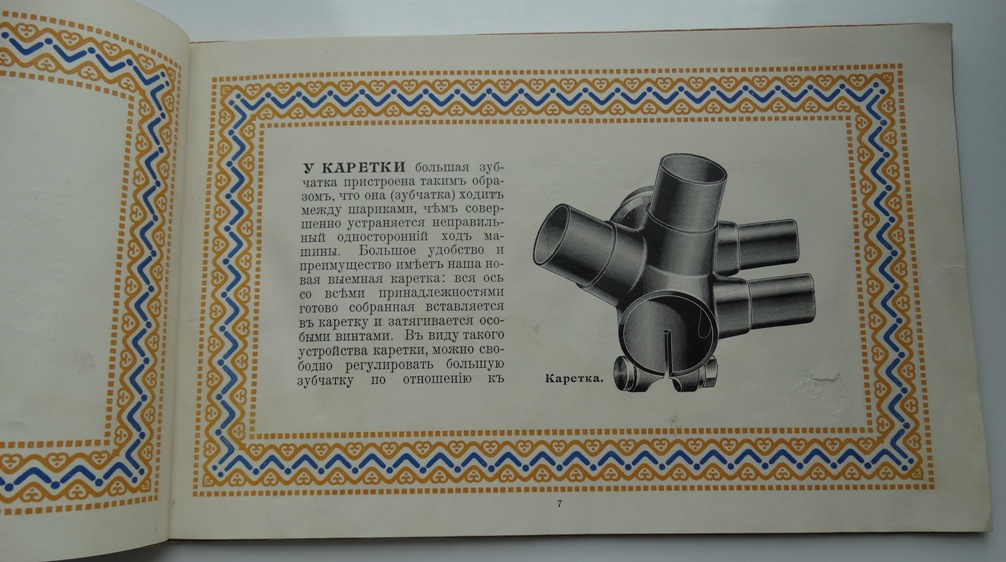 У КАРЕТКИ большая зуб-
чатка пристроена такимъ обра-
зомъ, что она (зубчатка) ходитъ
между шариками, чѣмъ совер-
шенно устраняется неправиль-
ный односторонній ходъ ма-
шины. Большое удобство и
преимущество имѣетъ наша но-
вая выемная каретка: вся ось
со всѣми принадлежностями
готово собранная вставляется
въ каретку и затягивается осо-
быми винтами. Въ виду такого
устройства каретки, можно сво-
бодно регулировать большую
зубчатку по отношенію къ
Каретка.
7